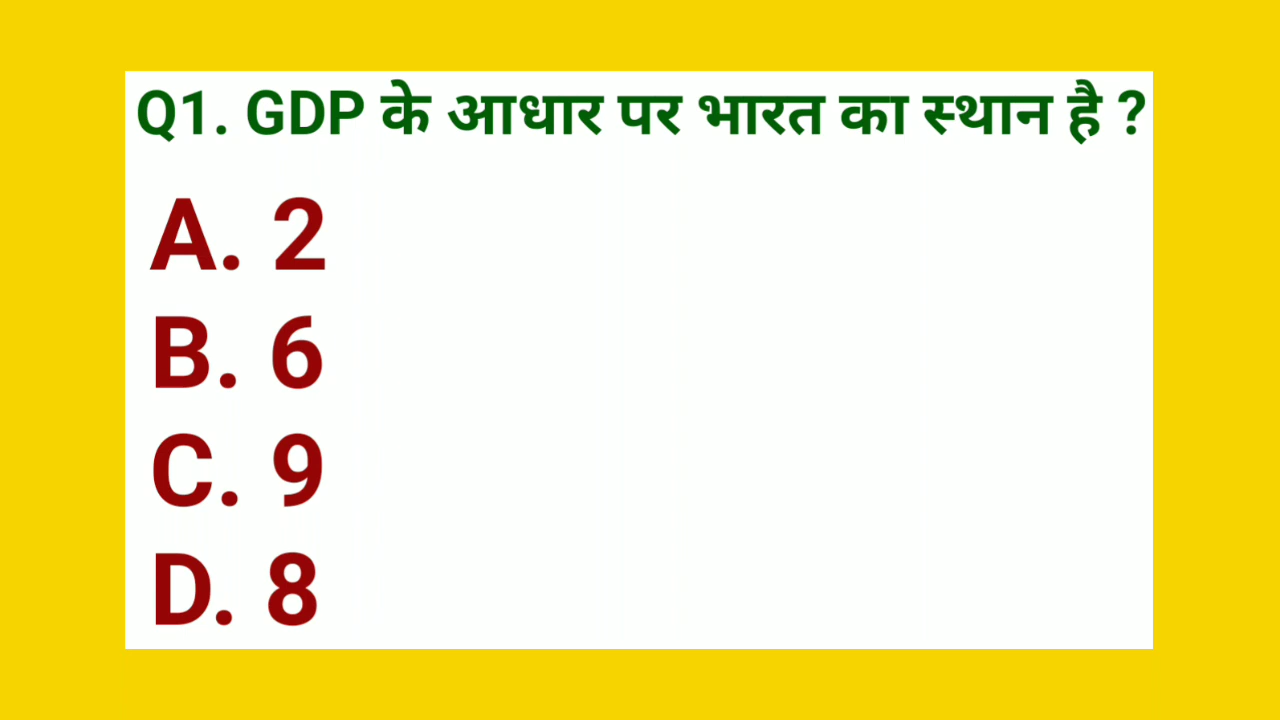 Q1. GDP के आधार पर भारत का स्थान है ?
A. 2
B. 6
C. 9
D. 8